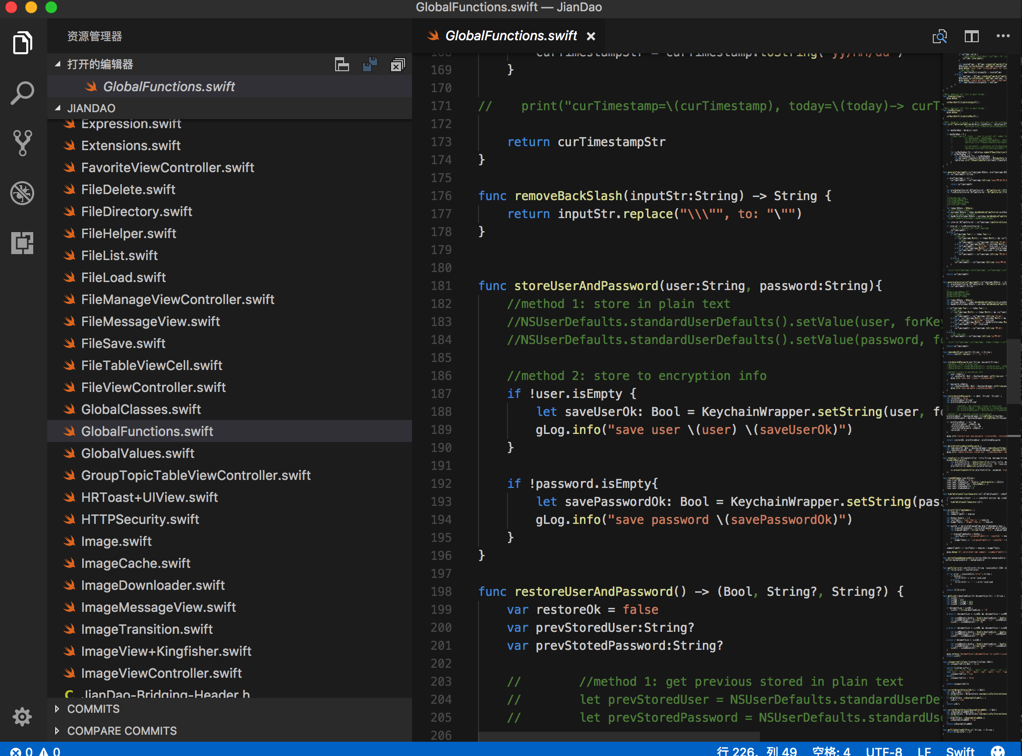 GlobalFunctions.swift — JianDao
资源管理器
打开的编辑器
GlobalFunctions.swift
JIANDAO
Expression.swift
Extensions.swift
FavoriteViewController.swift
FileDelete.swift
FileDirectory.swift
FileHelper.swift
FileList.swift
FileLoad.swift
FileManageViewController.swift
FileMessageView.swift
FileSave.swift
FileTableViewCell.swift
FileViewController.swift
GlobalClasses.swift
GlobalFunctions.swift
GlobalValues.swift
GroupTopicTableViewController.swift
HRToast+UIView.swift
HTTPSecurity.swift
Image.swift
ImageCache.swift
ImageDownloader.swift
ImageMessageView.swift
ImageTransition.swift
ImageView+Kingfisher.swift
ImageViewController.swift
C JianDao-Bridging-Header.h
COMMITS
COMPARE COMMITS
GlobalFunctions.swift ×
168 curTimestampStr = curTimestamp.toString("yy/MM/dd")
169 }
170
171 // print("curTimestamp=\(curTimestamp), today=\(today)-> curT
172
173 return curTimestampStr
174 }
175
176 func removeBackSlash(inputStr:String) -> String {
177 return inputStr.replace("\\\"", to: "\"")
178 }
179
180
181 func storeUserAndPassword(user:String, password:String){
182 //method 1: store in plain text
183 //NSUserDefaults.standardUserDefaults().setValue(user, forKe
184 //NSUserDefaults.standardUserDefaults().setValue(password, fo
185
186 //method 2: store to encryption info
187 if !user.isEmpty {
188 let saveUserOk: Bool = KeychainWrapper.setString(user, fo
189 gLog.info("save user \(user) \(saveUserOk)")
190 }
191
192 if !password.isEmpty{
193 let savePasswordOk: Bool = KeychainWrapper.setString(pas
194 gLog.info("save password \(savePasswordOk)")
195 }
196 }
197
198 func restoreUserAndPassword() -> (Bool, String?, String?) {
199 var restoreOk = false
200 var prevStoredUser:String?
201 var prevStotedPassword:String?
202
203 // //method 1: get previous stored in plain text
204 // let prevStoredUser = NSUserDefaults.standardUserDe
205 // let prevStoredPassword = NSUserDefaults.standardUs
206
0 0
行 226，列 49 空格: 4 UTF-8 LF Swift